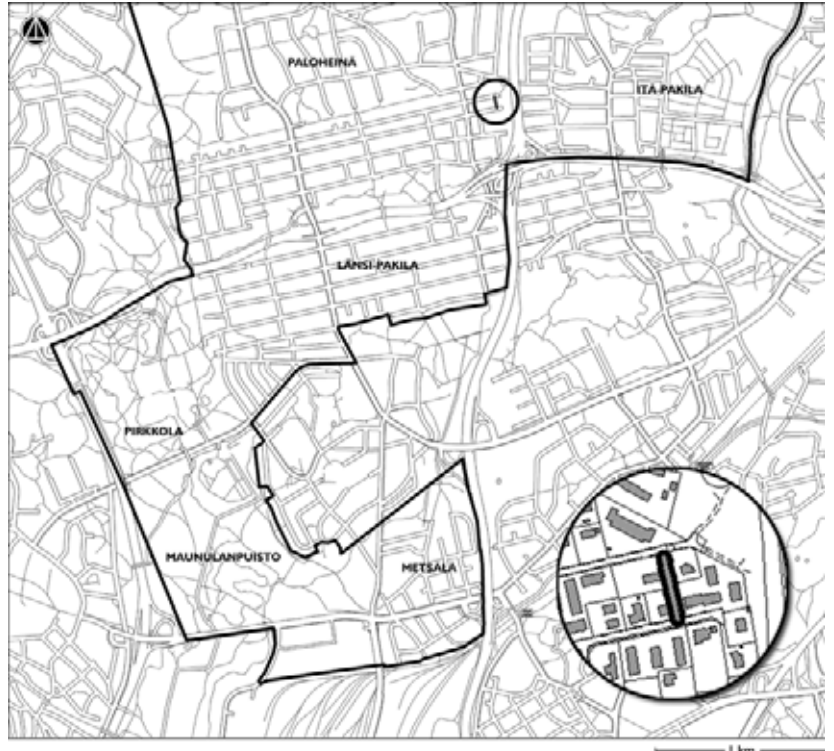 PALOHEINÄ
ITÄ-PAKILA
LÄNSI-PAKILA
PIRKKOLA
MAUNULANPUISTO
METSÄLÄ
1 km